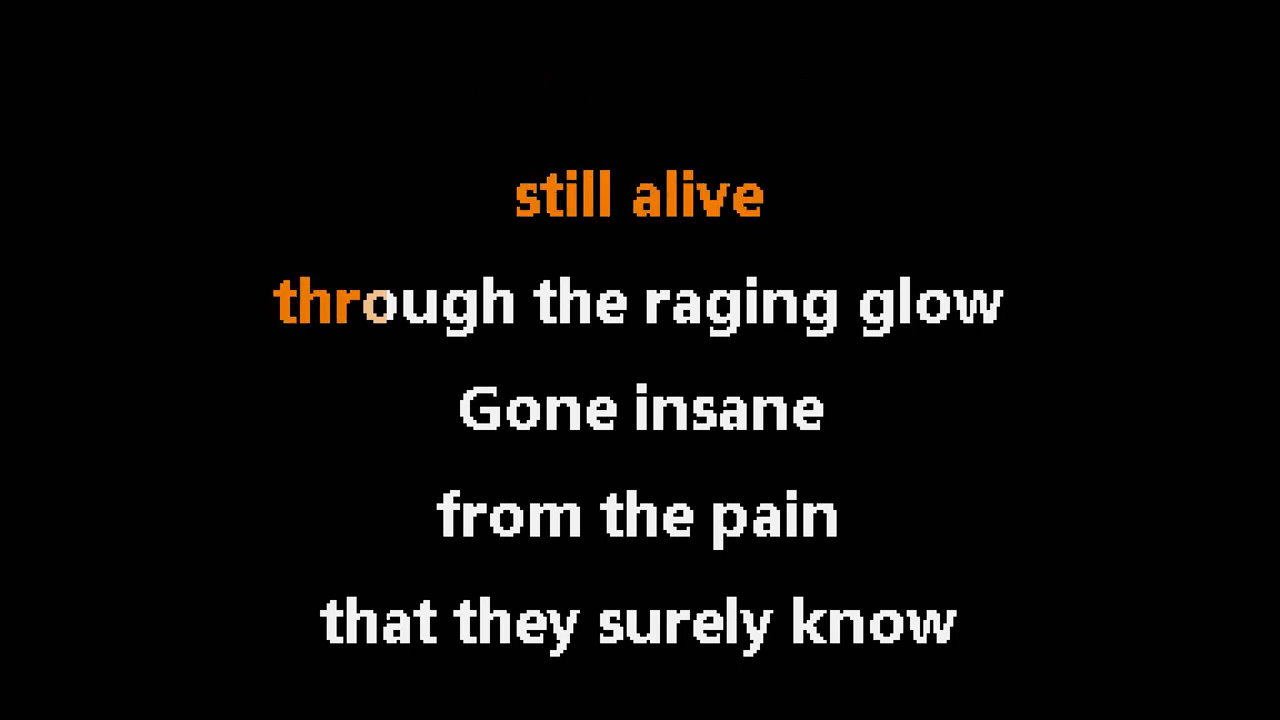 still alive
through the raging glow
Gone insane
from the pain
that they surely know